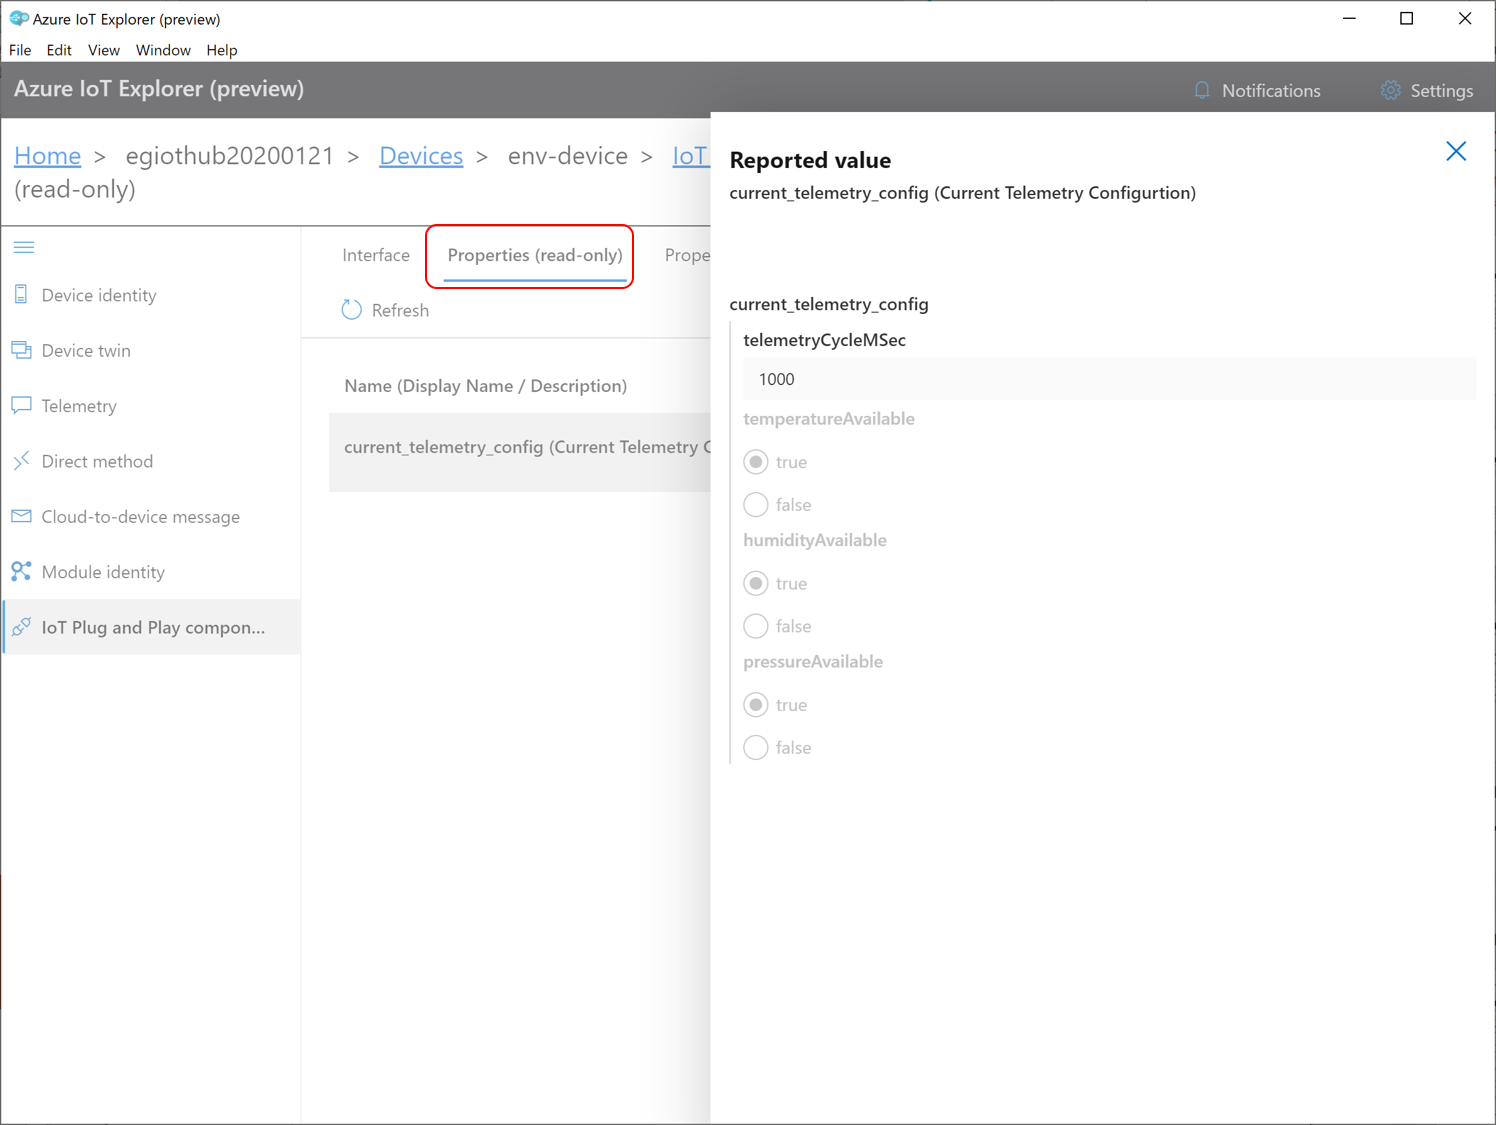 Azure IoT Explorer (preview)
File Edit View Window Help
Azure IoT Explorer (preview)
Notifications
Settings
Home > egiothub20200121 > Devices > env-device > IoT
(read-only)
Device identity
Device twin
Telemetry
Direct method
Cloud-to-device message
Module identity
IoT Plug and Play compon...
Interface
Properties (read-only)
Prope
Refresh
Name (Display Name / Description)
current_telemetry_config (Current Telemetry C
Reported value
current_telemetry_config (Current Telemetry Configurtion)
current_telemetry_config
telemetryCycleMSec
1000
temperatureAvailable
true
false
humidityAvailable
true
false
pressureAvailable
true
false